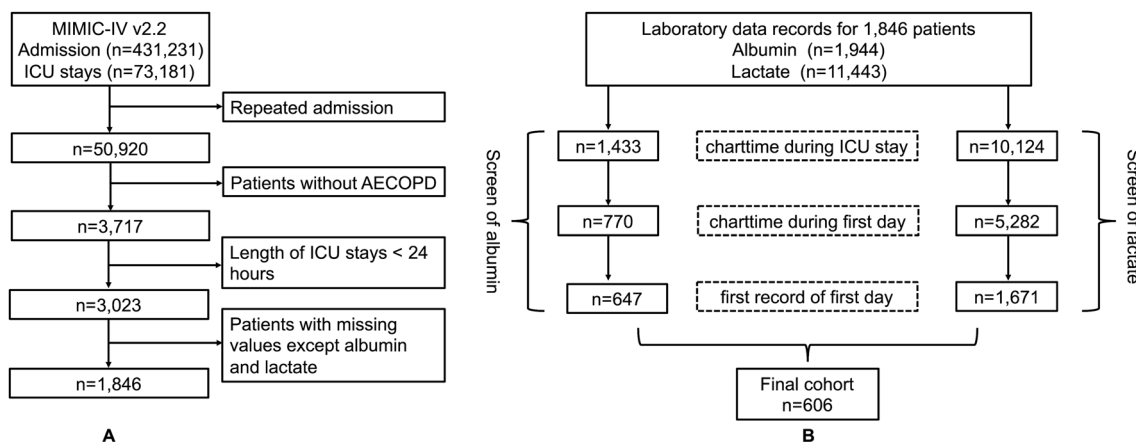 MIMIC-IV v2.2
Admission (n=431,231)
ICU stays (n=73,181)
Repeated admission
n=50,920
Patients without AECOPD
n=3,717
Length of ICU stays < 24
hours
n=3,023
Patients with missing
values except albumin
and lactate
n=1,846
A
Laboratory data records for 1,846 patients
Albumin (n=1,944)
Lactate (n=11,443)
Screen of albumin
n=1,433
charttime during ICU stay
n=10,124
n=770
charttime during first day
n=5,282
n=647
first record of first day
n=1,671
Screen of lactate
Final cohort
n=606
B